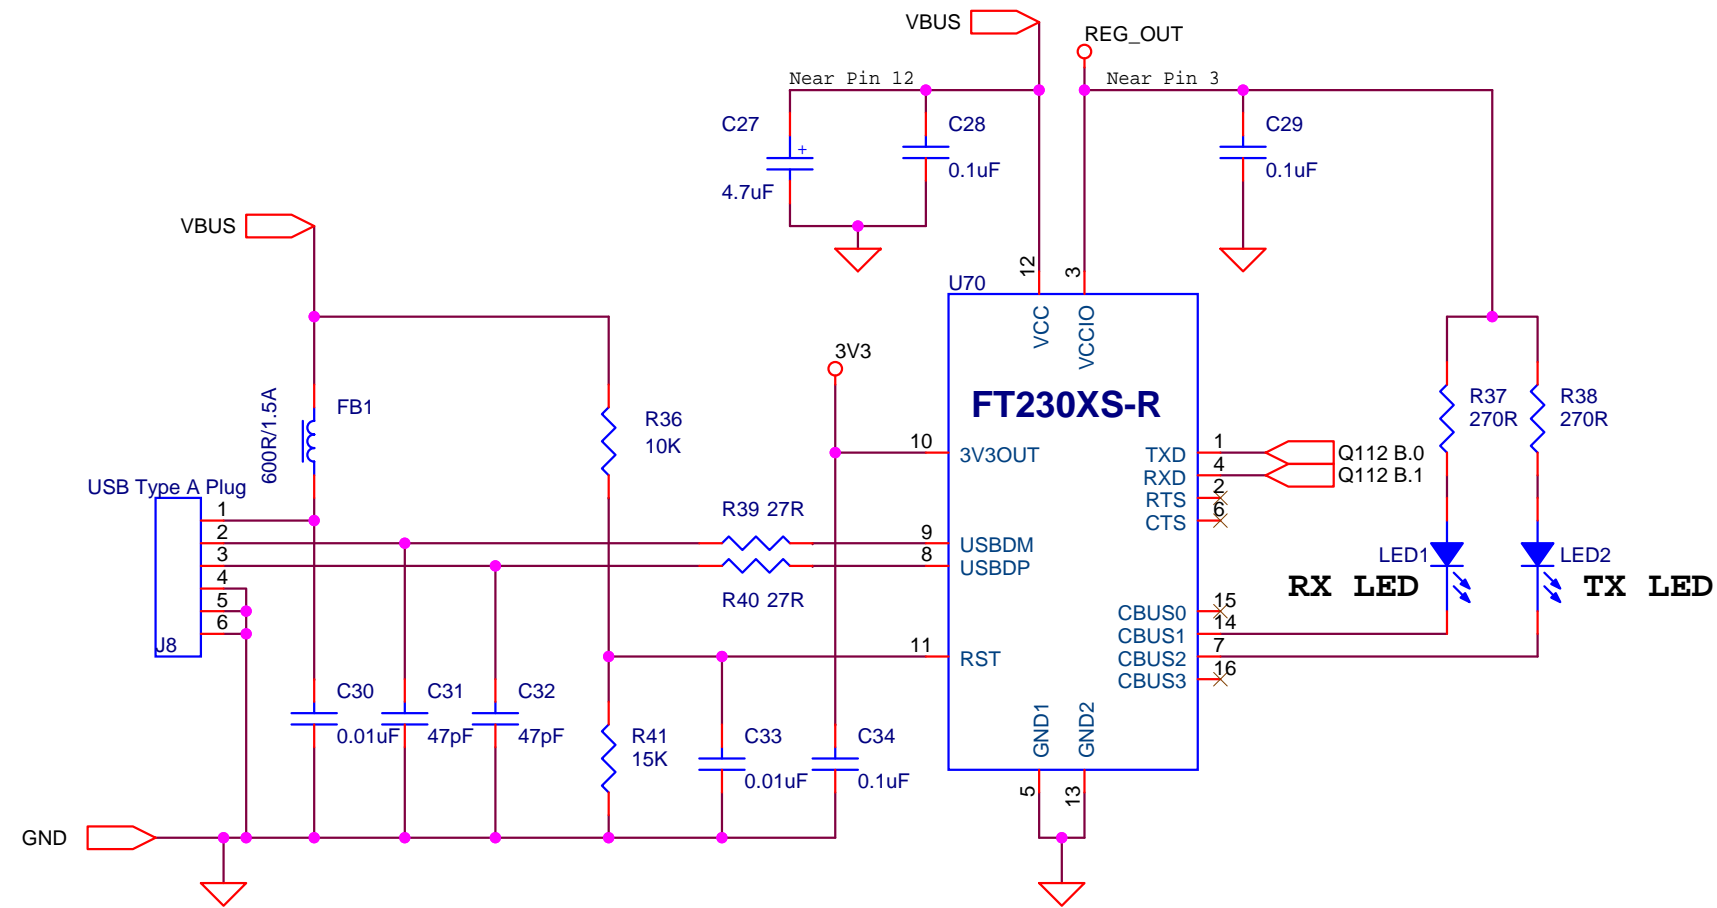 VBUS
REG_OUT
Near Pin 12
Near Pin 3
C27
+
4.7uF
C28
0.1uF
C29
0.1uF
VBUS
12
3
U70
VCC
VCCIO
3V3
FT230XS-R
600R/1.5A
FB1
R36
10K
R37
270R
R38
270R
10
3V3OUT
TXD
1
Q112 B.0
RXD
4
Q112 B.1
RTS
2
CTS
6
USB Type A Plug
1
2
3
4
5
6
J8
R39 27R
9
USBDM
8
USBDP
R40 27R
LED1
LED2
RX LED
TX LED
CBUS0
15
CBUS1
14
CBUS2
7
CBUS3
16
11
RST
C30
0.01uF
C31
47pF
C32
47pF
R41
15K
C33
0.01uF
C34
0.1uF
GND1
GND2
5
13
GND